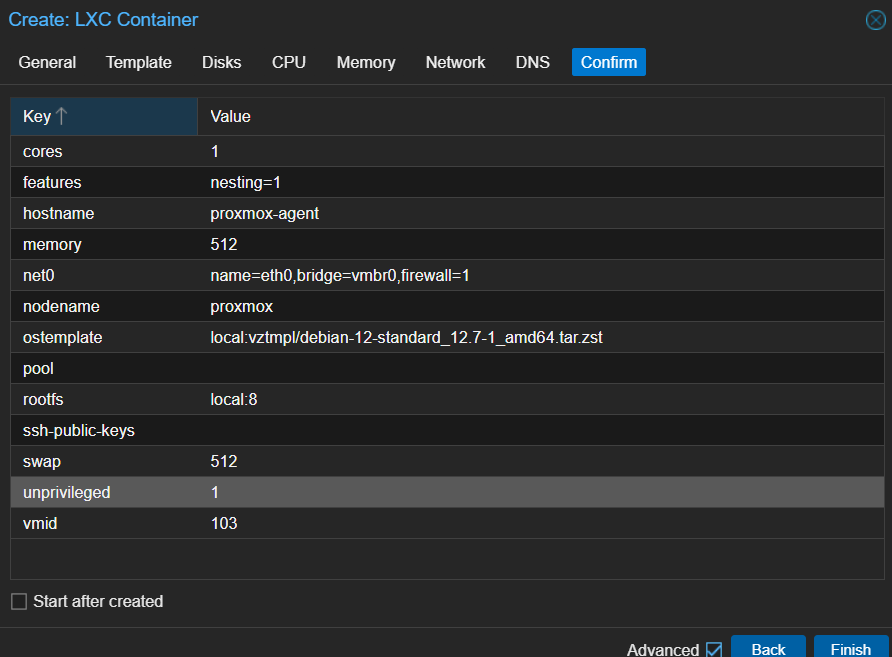 Create: LXC Container
General Template Disks CPU Memory Network DNS Confirm
Key Value
cores 1
features nesting=1
hostname proxmox-agent
memory 512
net0 name=eth0,bridge=vmbr0,firewall=1
nodename proxmox
ostemplate local:vztmpl/debian-12-standard_12.7-1_amd64.tar.zst
pool
rootfs local:8
ssh-public-keys
swap 512
unprivileged 1
vmid 103
Start after created
Advanced Back Finish